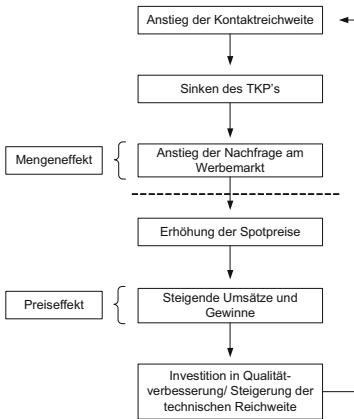 Anstieg der Kontaktreichweite
Sinken des TKP's
Mengeneffekt
Anstieg der Nachfrage am
Werbemarkt
Erhöhung der Spotpreise
Preiseffekt
Steigende Umsätze und
Gewinne
Investition in Qualität-
verbesserung/ Steigerung der
technischen Reichweite